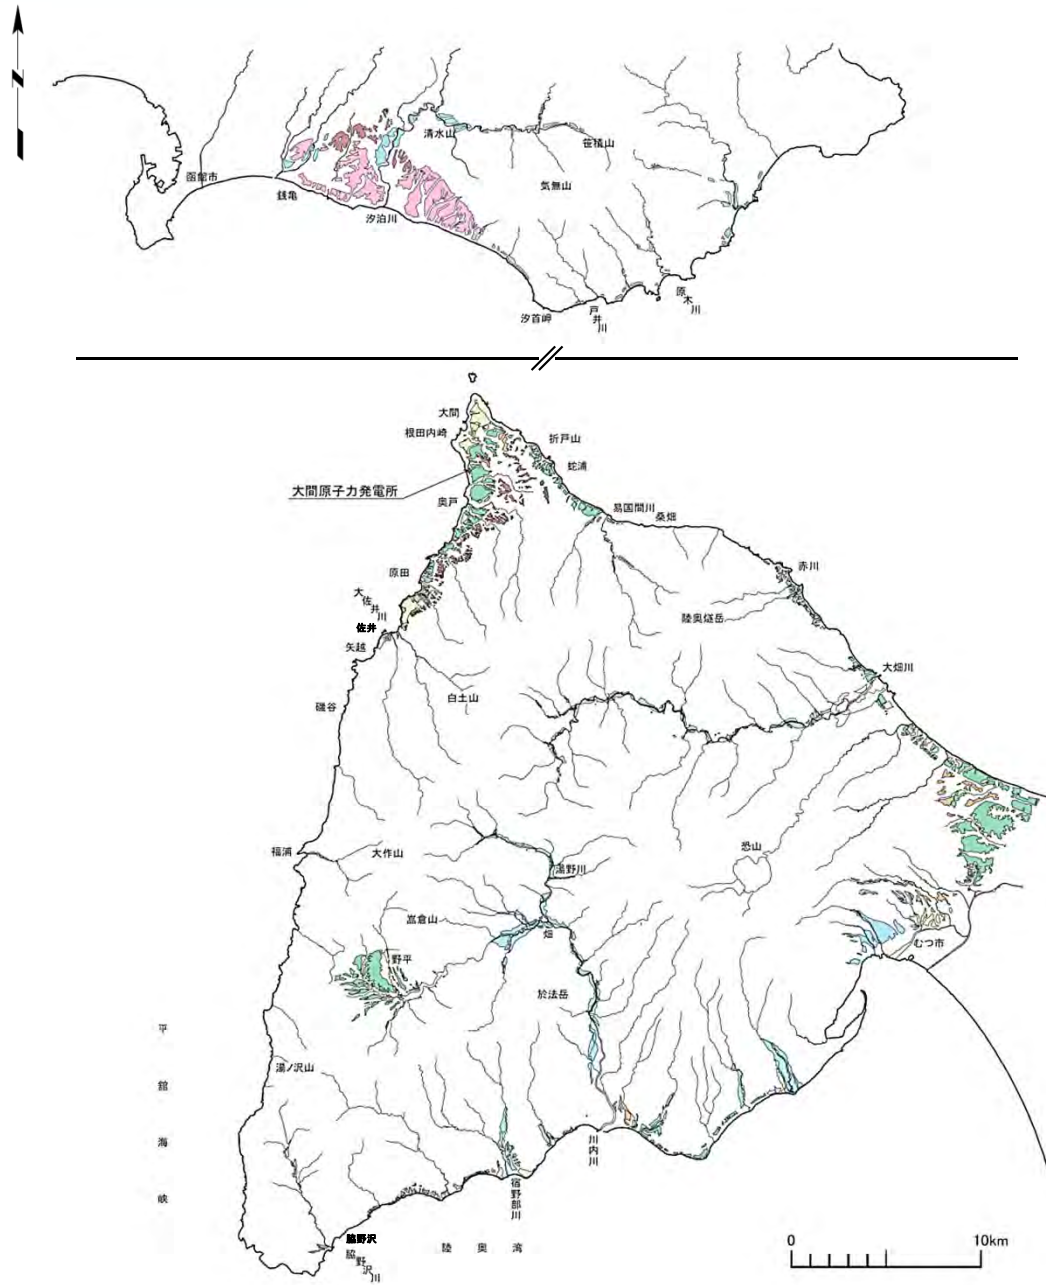 N
清水山
笹積山
函館市
気無山
銭亀
汐泊川
原木川
汐首岬
戸井川
大間
根田内崎
折戸山
蛇浦
大間原子力発電所
奥戸
易国間川
桑畑
原田
赤川
大佐井川
佐井
陸奥燧岳
矢越
大畑川
白土山
磯谷
恐山
福浦
大作山
湯野川
嵓倉山
畑
むつ市
野平
於法岳
平舘海峡
湯ノ沢山
川内川
宿野部川
脇野沢
脇野沢川
陸奥湾
0
10km